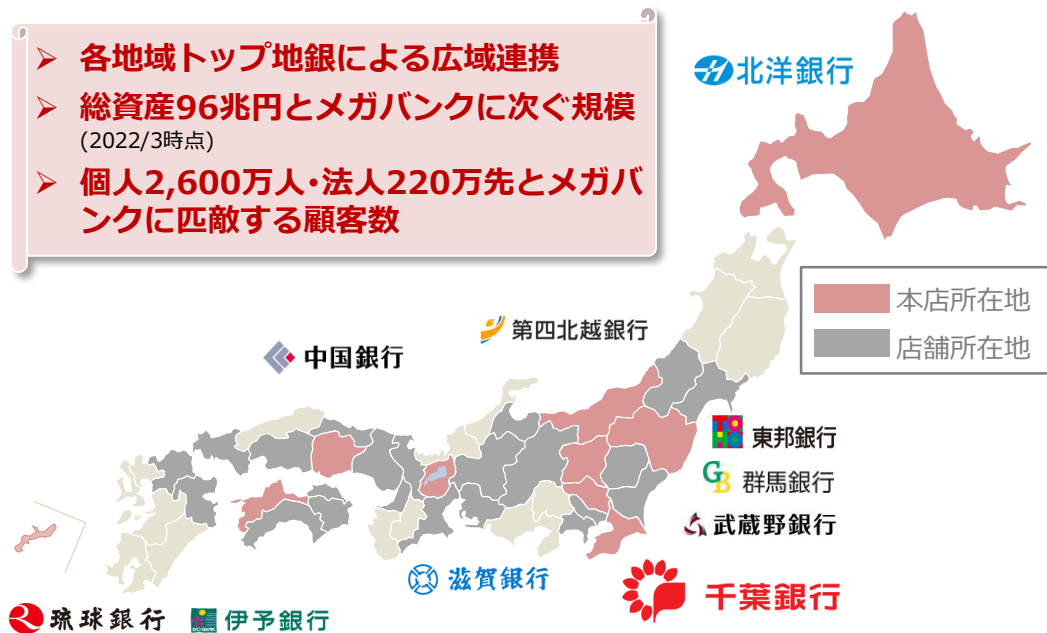 ➢ 各地域トップ地銀による広域連携
➢ 総資産96兆円とメガバンクに次ぐ規模
(2022/3時点)
➢ 個人2,600万人・法人220万先とメガバ
ンクに匹敵する顧客数
北洋銀行
本店所在地
店舗所在地
第四北越銀行
中国銀行
TOHO
東邦銀行
GB
群馬銀行
武蔵野銀行
滋賀銀行
千葉銀行
琉球銀行
IYO BANK
伊予銀行